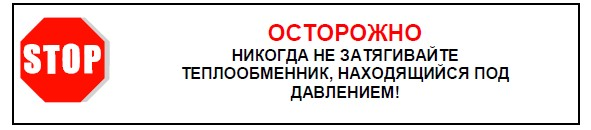 STOP
ОСТОРОЖНО
НИКОГДА НЕ ЗАТЯГИВАЙТЕ
ТЕПЛООБМЕННИК, НАХОДЯЩИЙСЯ ПОД
ДАВЛЕНИЕМ!